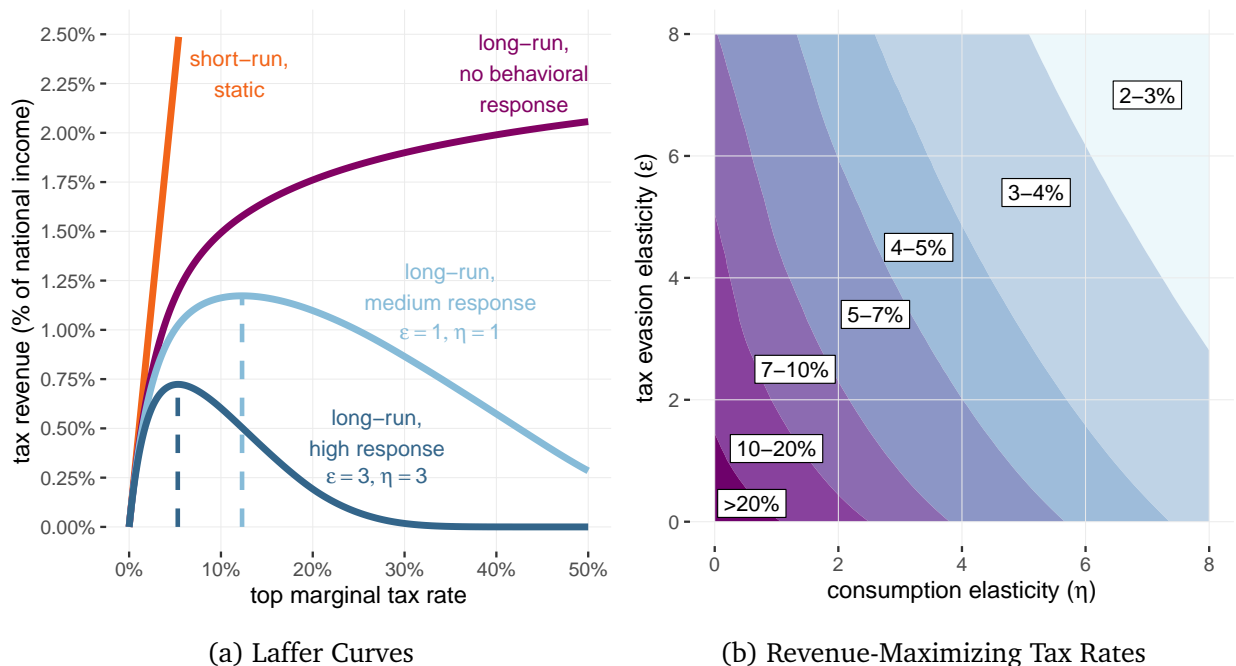 2.50%
2.25%
2.00%
1.75%
1.50%
1.25%
1.00%
0.75%
0.50%
0.25%
0.00%
tax revenue (% of national income)
short−run,
static
long−run,
no behavioral
response
long−run,
medium response
ε = 1, η = 1
long−run,
high response
ε = 3, η = 3
0% 10% 20% 30% 40% 50%
top marginal tax rate
(a) Laffer Curves
8
6
4
2
0
tax evasion elasticity (ε)
2−3%
3−4%
4−5%
5−7%
7−10%
10−20%
>20%
0 2 4 6 8
consumption elasticity (η)
(b) Revenue-Maximizing Tax Rates